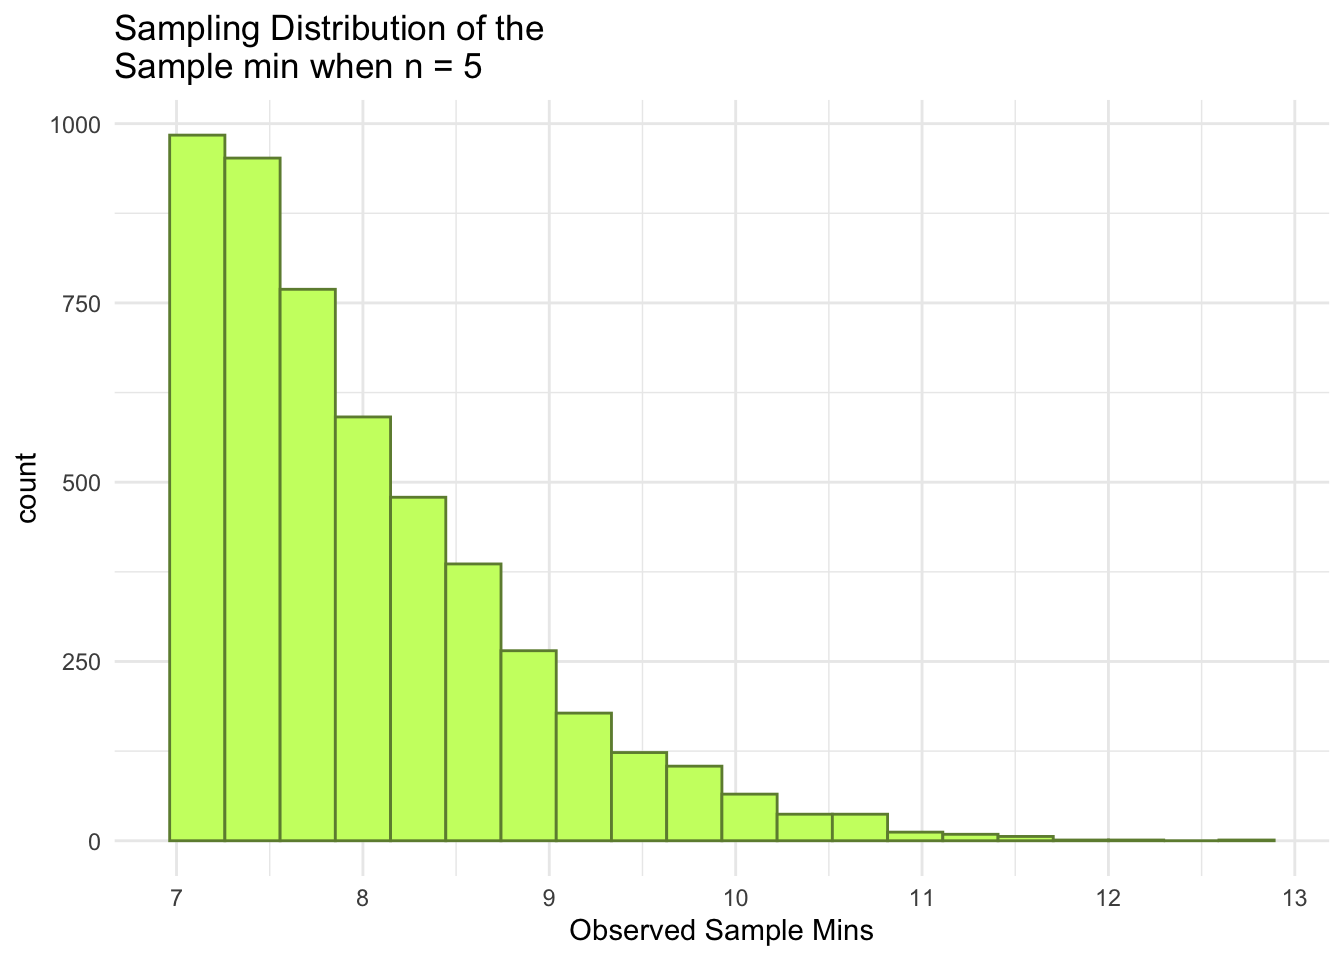 Sampling Distribution of the
Sample min when n = 5
1000
750
500
250
0
count
7 8 9 10 11 12 13
Observed Sample Mins